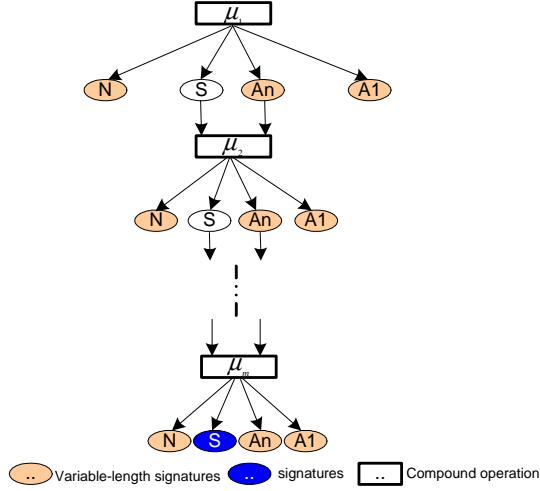 μ1
N S An A1
μ2
N S An A1
μm
N S An A1
.. Variable-length signatures .. signatures .. Compound operation